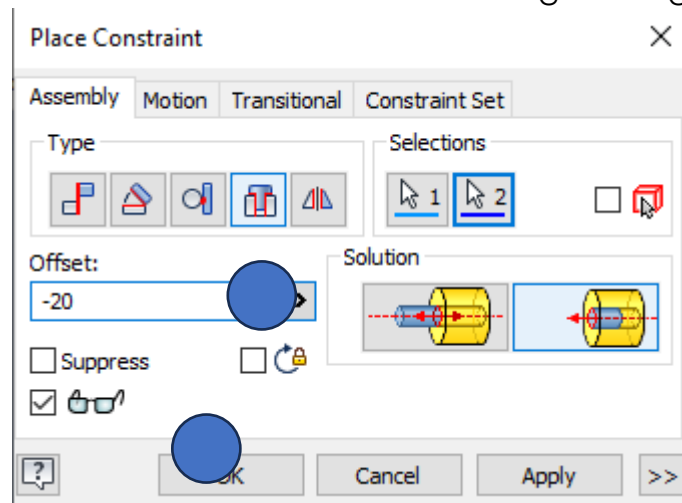 Place Constraint
Assembly Motion Transitional Constraint Set
Type
Selections
1 2
Offset:
Solution
-20
Suppress
? Cancel Apply >>